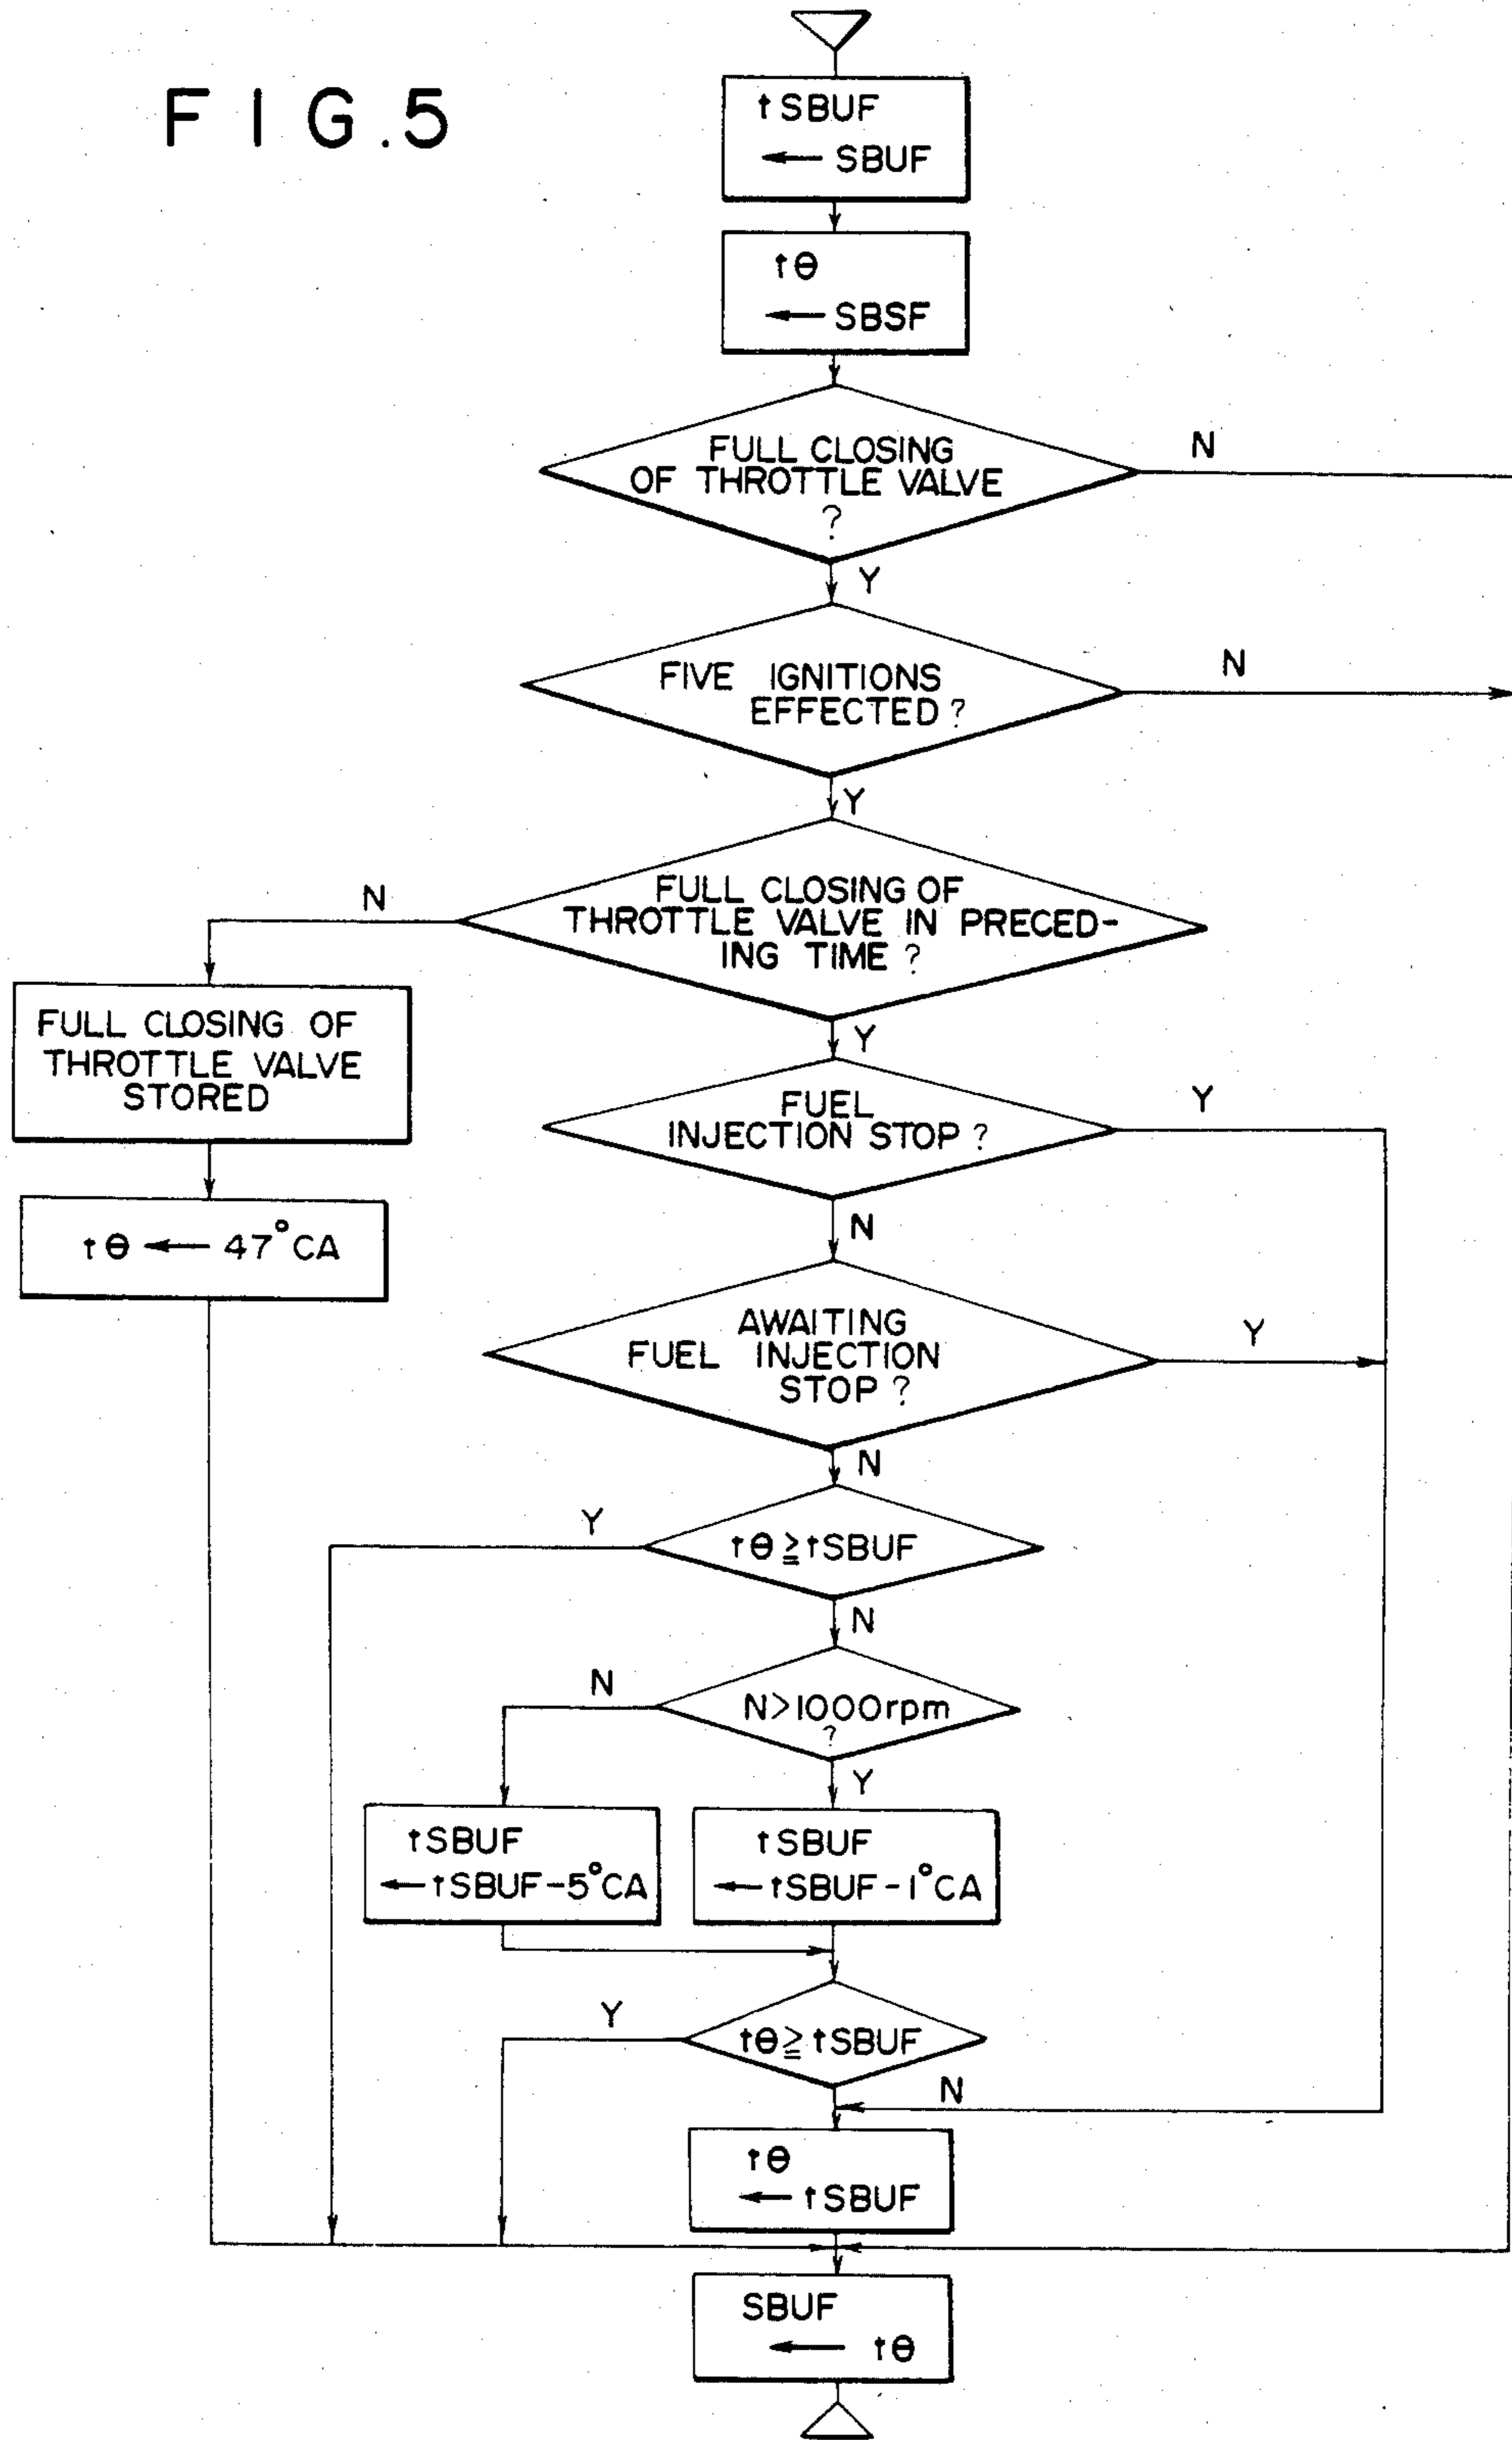 FIG.5
tSBUF
← SBUF
tθ
← SBSF
FULL CLOSING
OF THROTTLE VALVE
?
N
Y
FIVE IGNITIONS
EFFECTED?
N
Y
FULL CLOSING OF
THROTTLE VALVE IN PRECED-
ING TIME?
N
Y
FULL CLOSING OF
THROTTLE VALVE
STORED
tθ ← 47°CA
FUEL
INJECTION STOP?
Y
N
AWAITING
FUEL INJECTION
STOP?
Y
N
tθ ≧ tSBUF
Y
N
N>1000rpm
?
N
Y
tSBUF
← tSBUF-5°CA
tSBUF
← tSBUF-1°CA
tθ ≧ tSBUF
Y
N
tθ
← tSBUF
SBUF
← tθ